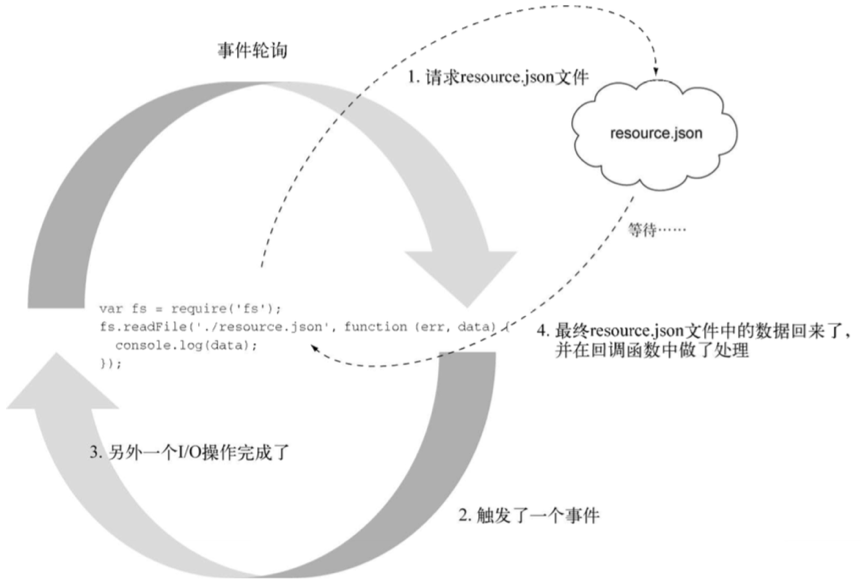 事件轮询
1. 请求resource.json文件
resource.json
等待……
var fs = require('fs');
fs.readFile('./resource.json', function (err, data) {
  console.log(data);
});
4. 最终resource.json文件中的数据回来了，
并在回调函数中做了处理
3. 另外一个I/O操作完成了
2. 触发了一个事件